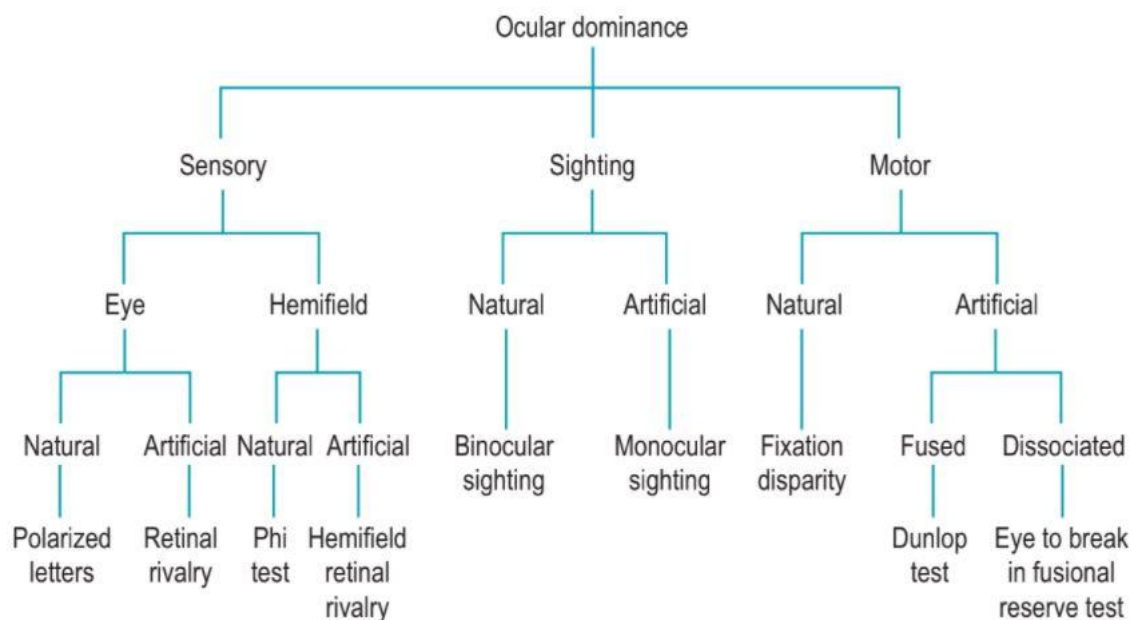 Ocular dominance
Sensory
Sighting
Motor
Eye
Hemifield
Natural
Artificial
Natural
Artificial
Natural
Artificial
Natural
Artificial
Binocular
sighting
Monocular
sighting
Fixation
disparity
Fused
Dissociated
Polarized
letters
Retinal
rivalry
Phi
test
Hemifield
retinal
rivalry
Dunlop
test
Eye to break
in fusional
reserve test